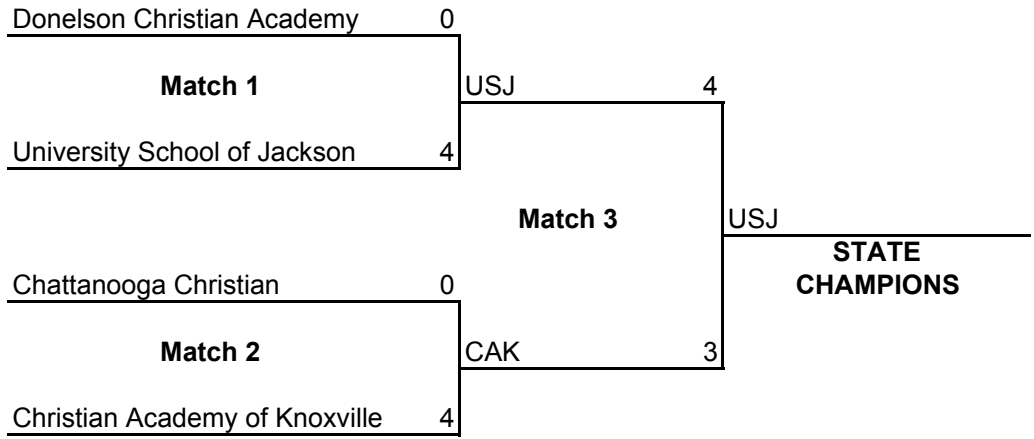 Donelson Christian Academy 0
Match 1
USJ 4
University School of Jackson 4
Match 3
USJ
STATE
CHAMPIONS
Chattanooga Christian 0
Match 2
CAK 3
Christian Academy of Knoxville 4